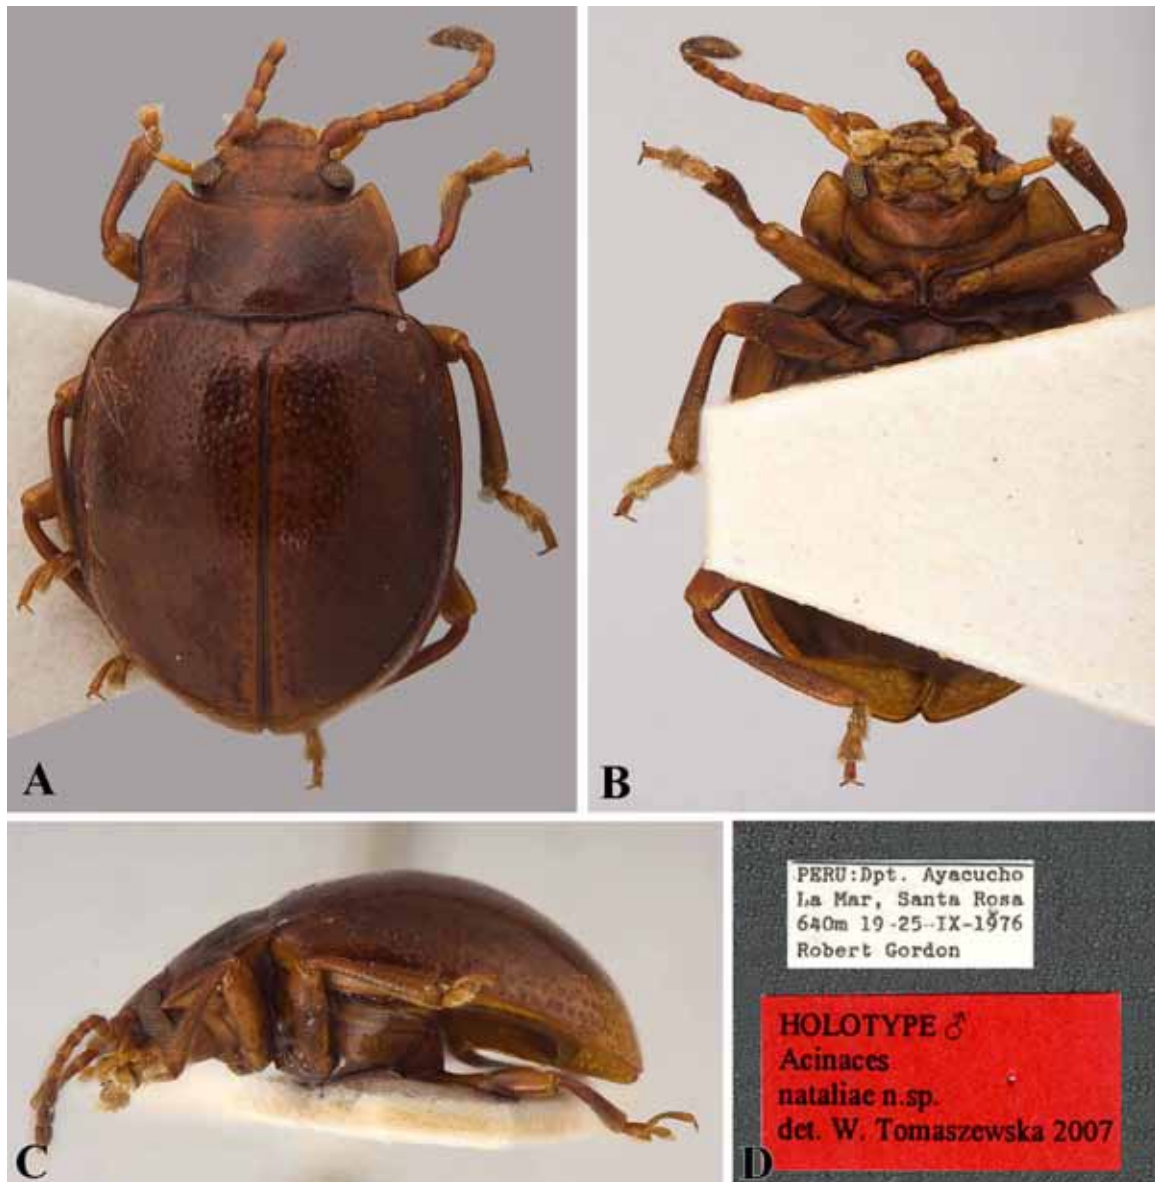 A
B
C
PERU:Dpt. Ayacucho
La Mar, Santa Rosa
640m 19-25-IX-1976
Robert Gordon
HOLOTYPE ♂
Acinaces
nataliae n.sp.
det. W. Tomaszewska 2007
D